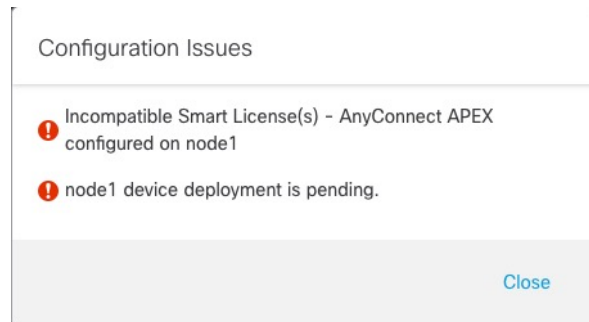 Configuration Issues
Incompatible Smart License(s) - AnyConnect APEX
configured on node1
node1 device deployment is pending.
Close